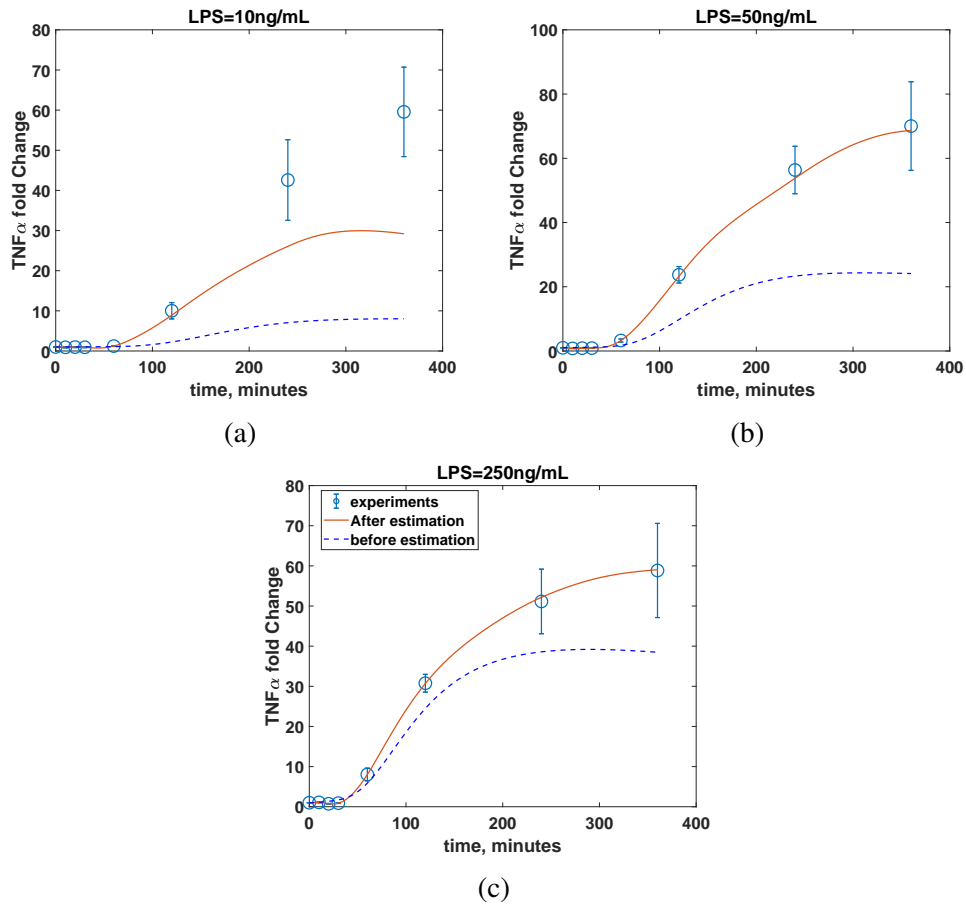 LPS=10ng/mL
80
70
60
50
40
30
20
10
0
0 100 200 300 400
TNFα fold Change
time, minutes
(a)
LPS=50ng/mL
100
80
60
40
20
0
0 100 200 300 400
TNFα fold Change
time, minutes
(b)
LPS=250ng/mL
80
70
60
50
40
30
20
10
0
0 100 200 300 400
TNFα fold Change
time, minutes
experiments
After estimation
before estimation
(c)